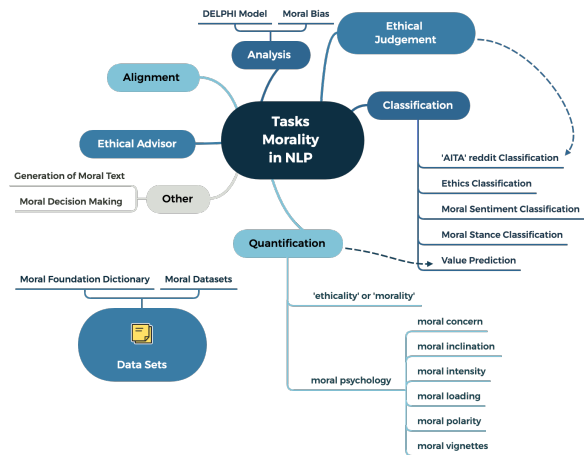 DELPHI Model
Moral Bias
Analysis
Ethical
Judgement
Alignment
Classification
Tasks
Morality
in NLP
Ethical Advisor
'AITA' reddit Classification
Generation of Moral Text
Ethics Classification
Other
Moral Decision Making
Moral Sentiment Classification
Moral Stance Classification
Quantification
Value Prediction
Moral Foundation Dictionary
Moral Datasets
'ethicality' or 'morality'
Data Sets
moral psychology
moral concern
moral inclination
moral intensity
moral loading
moral polarity
moral vignettes